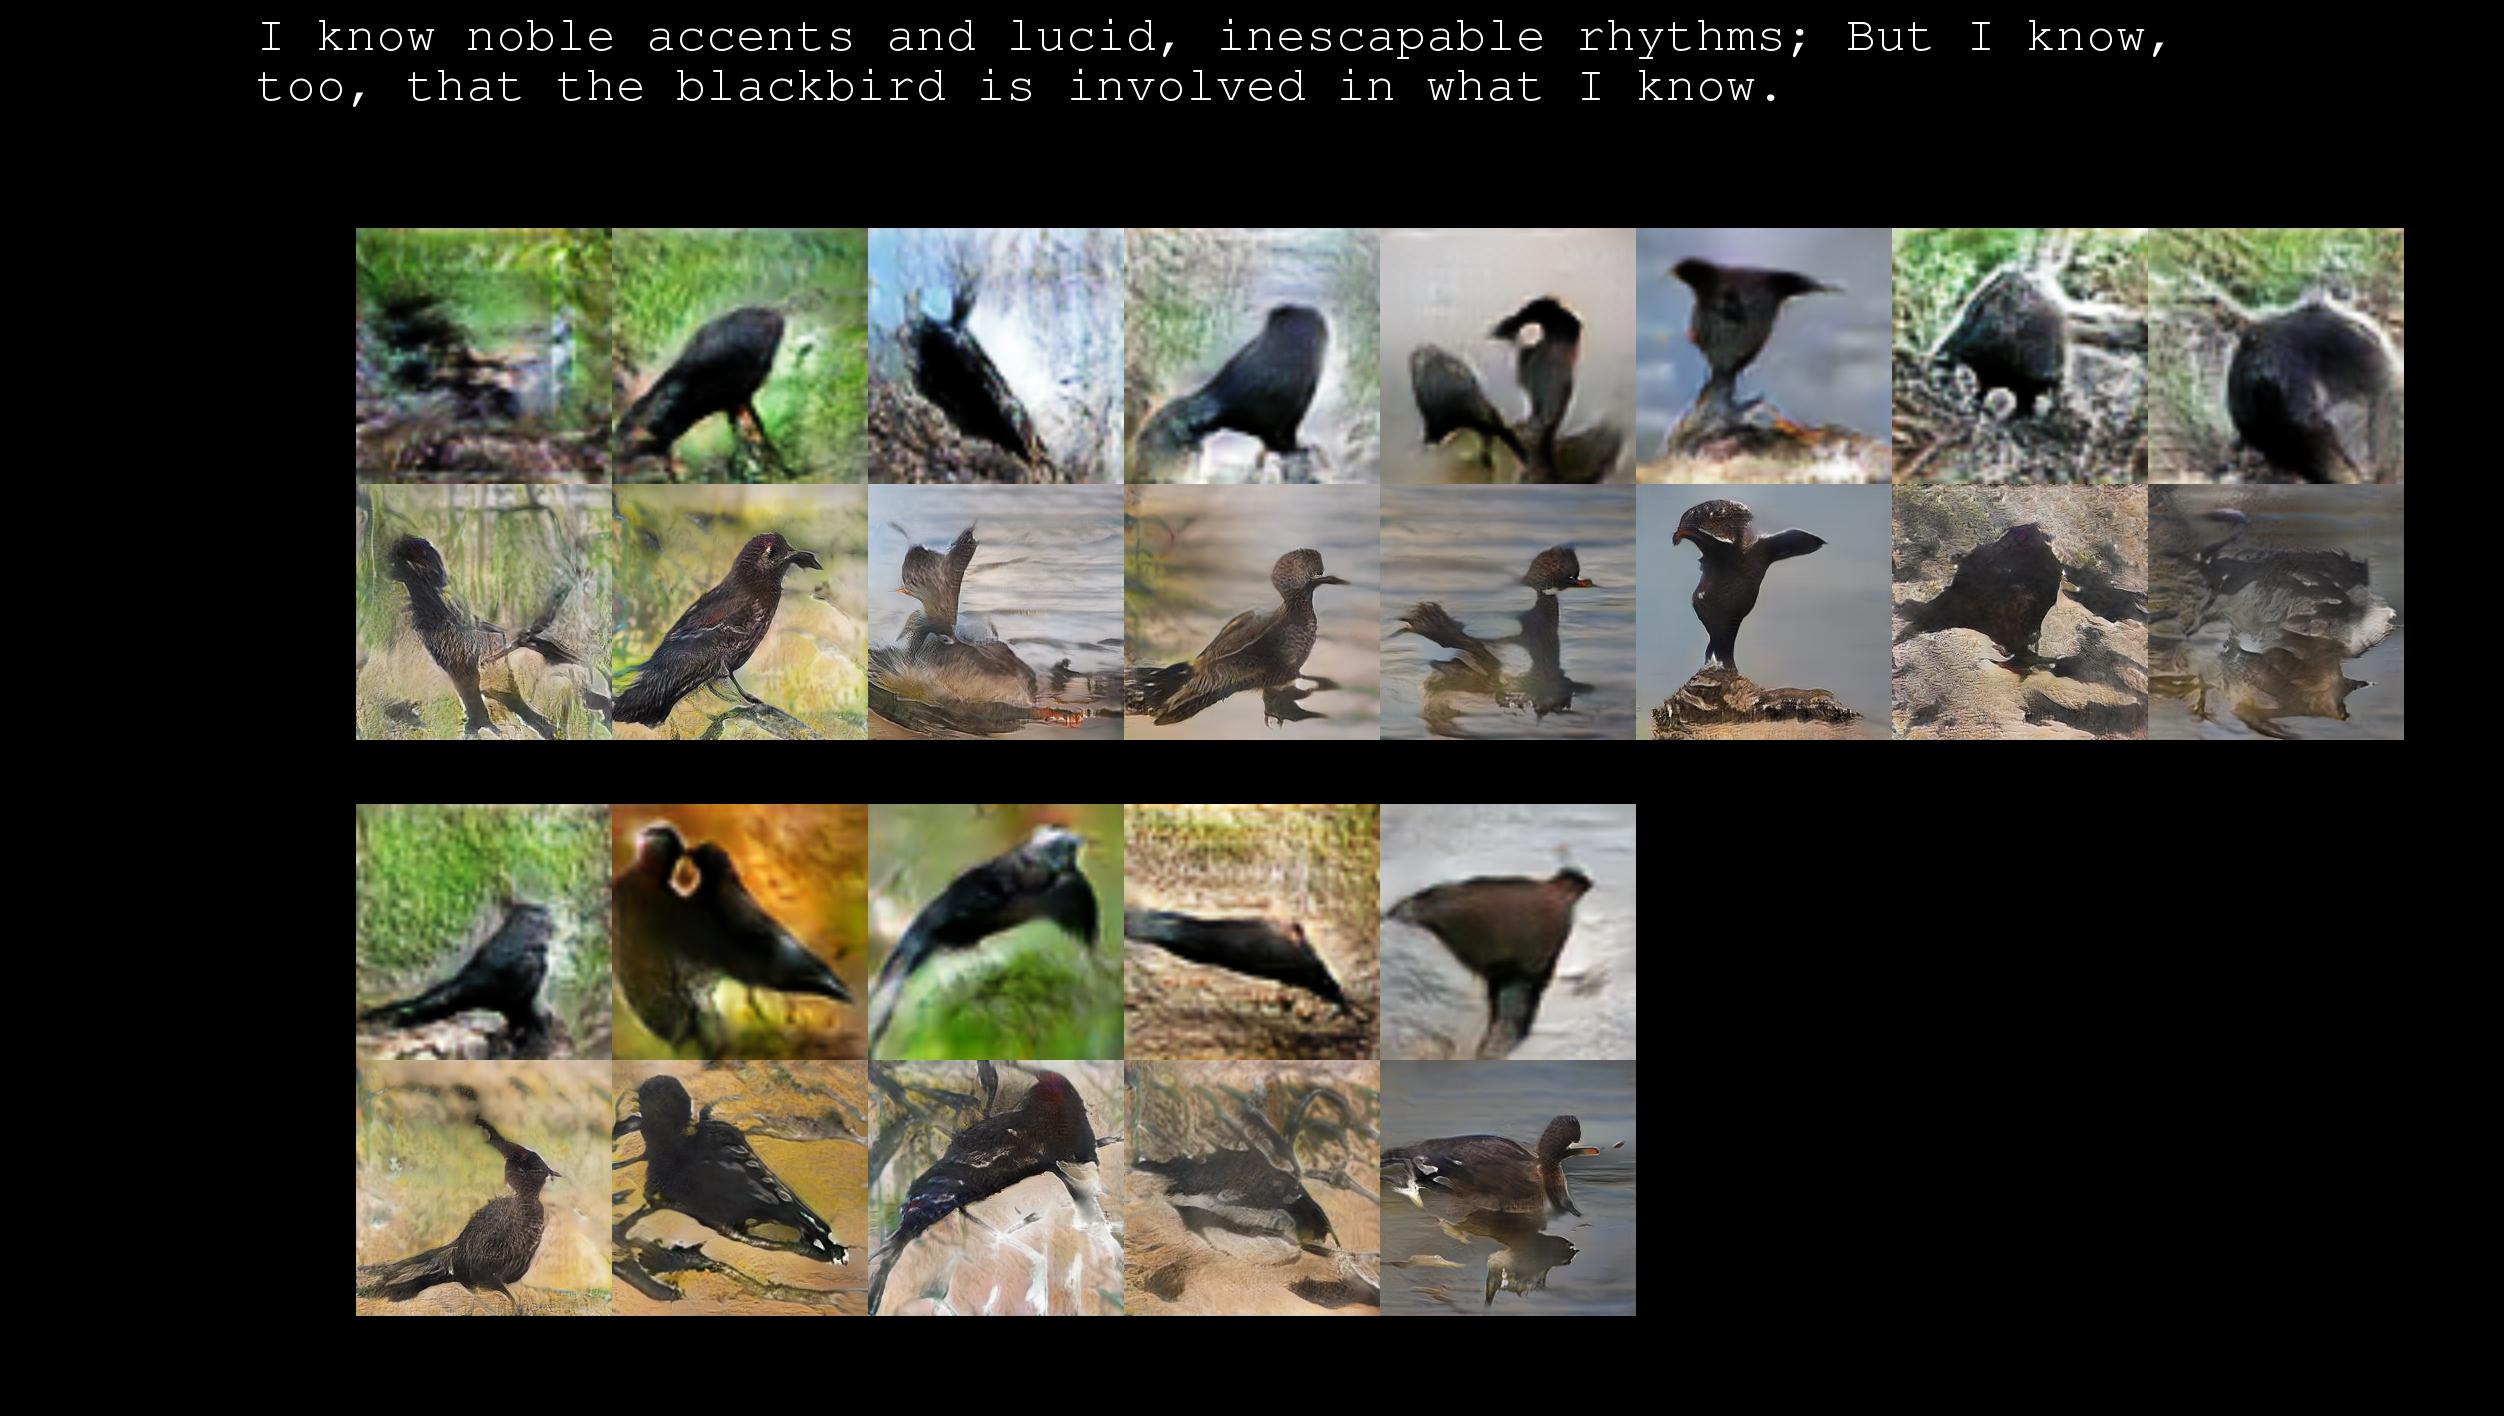 I know noble accents and lucid, inescapable rhythms; But I know,
too, that the blackbird is involved in what I know.